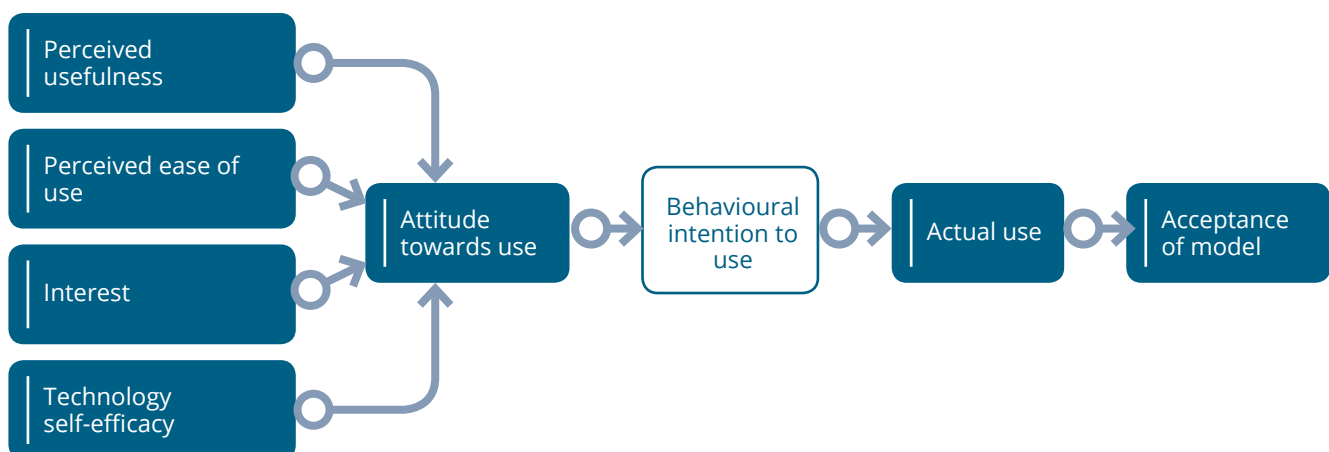 Perceived
usefulness
Perceived ease of
use
Interest
Technology
self-efficacy
Attitude
towards use
Behavioural
intention to
use
Actual use
Acceptance
of model